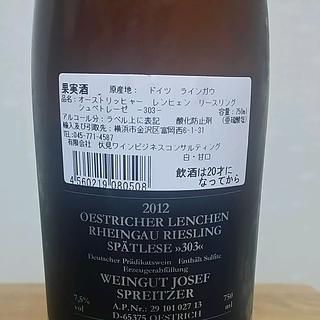 果実酒 原産地: ドイツ ラインガウ
品名:オーストリッヒャー レンヒェン リースリング
シュペトレーゼ -303- 容量:750ml
アルコール分:ラベル上に表記 酸化防止剤 (亜硫酸塩)
輸入及び引取先:横浜市金沢区富岡西6-1-31
℡:045-771-4587
有限会社 伏見ワインビジネスコンサルティング
白・甘口
4560219080508
飲酒は20才に
なってから
2012
OESTRICHER LENCHEN
RHEINGAU RIESLING
SPÄTLESE »303«
Deutscher Prädikatswein Enthält Sulfite
Erzeugerabfüllung
7,5%
vol
WEINGUT JOSEF
SPREITZER
750
ml
A.P.Nr.: 29 101 027 13
D-65375 OESTRICH